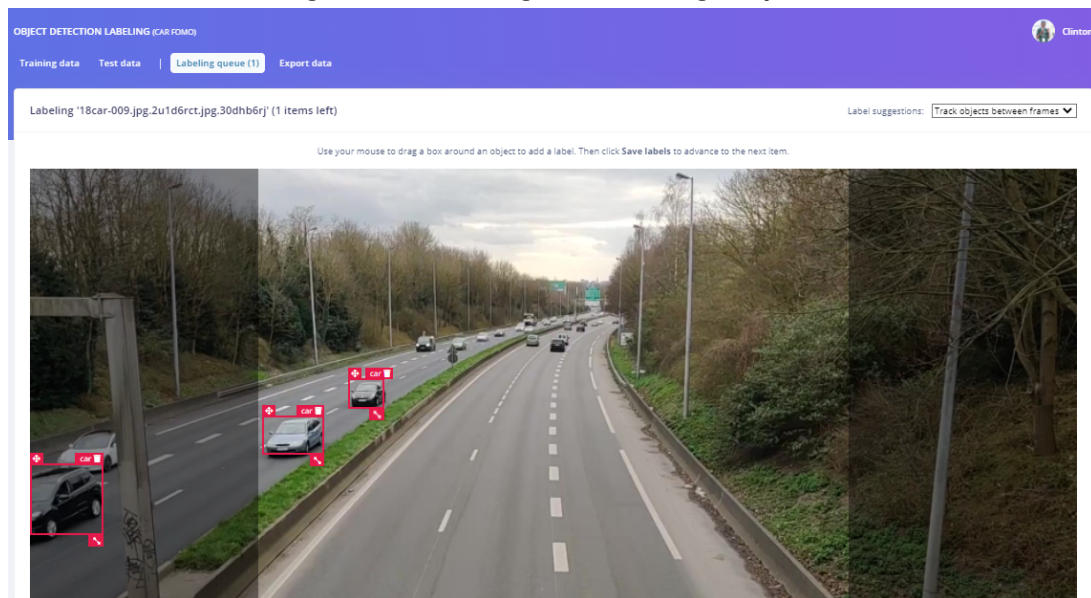 OBJECT DETECTION LABELING (CAR FOMO)
Clinton
Training data Test data | Labeling queue (1) Export data
Labeling '18car-009.jpg.2u1d6rct.jpg.30dhb6rj' (1 items left)
Label suggestions: Track objects between frames
Use your mouse to drag a box around an object to add a label. Then click Save labels to advance to the next item.
car
car
car